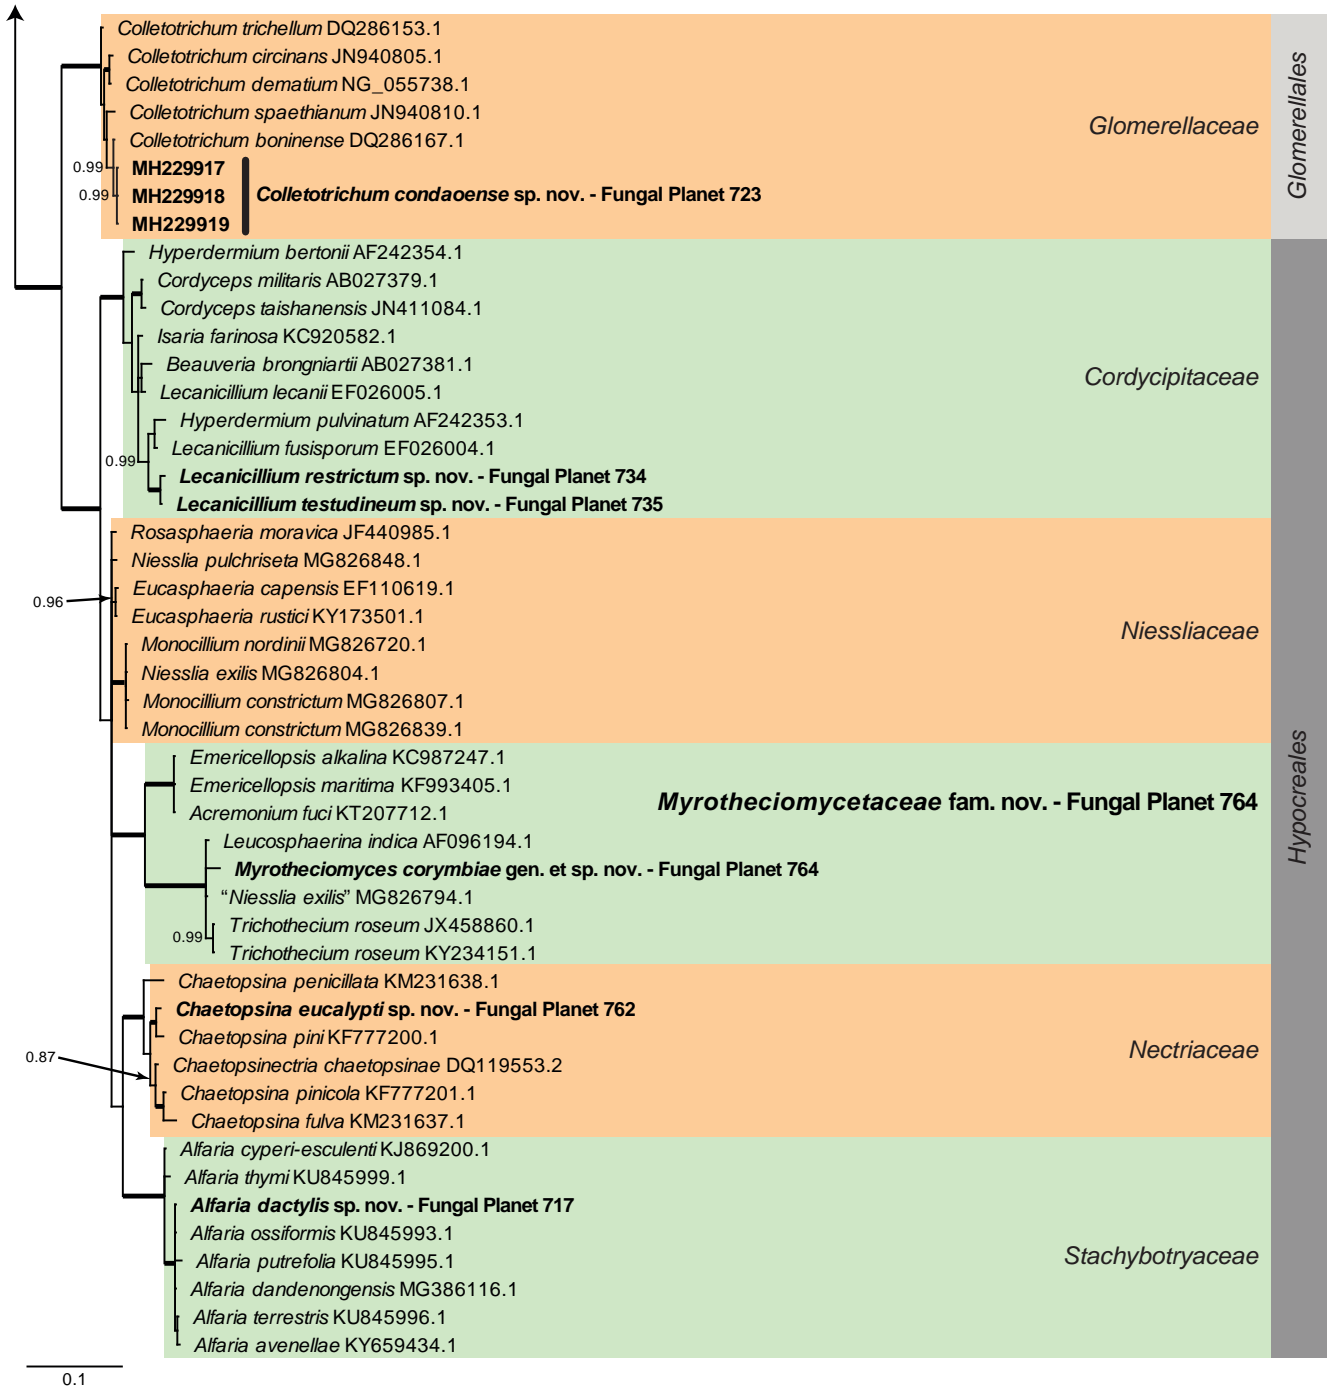 Colletotrichum trichellum DQ286153.1
Colletotrichum circinans JN940805.1
Colletotrichum dematium NG_055738.1
Colletotrichum spaethianum JN940810.1
Colletotrichum boninense DQ286167.1
Glomerellaceae
Glomerellales
0.99
MH229917
0.99
MH229918
Colletotrichum condaoense sp. nov. - Fungal Planet 723
MH229919
Hyperdermium bertonii AF242354.1
Cordyceps militaris AB027379.1
Cordyceps taishanensis JN411084.1
Isaria farinosa KC920582.1
Beauveria brongniartii AB027381.1
Cordycipitaceae
Lecanicillium lecanii EF026005.1
Hyperdermium pulvinatum AF242353.1
Lecanicillium fusisporum EF026004.1
0.99
Lecanicillium restrictum sp. nov. - Fungal Planet 734
Lecanicillium testudineum sp. nov. - Fungal Planet 735
Rosasphaeria moravica JF440985.1
Niesslia pulchriseta MG826848.1
Eucasphaeria capensis EF110619.1
0.96
Eucasphaeria rustici KY173501.1
Niessliaceae
Monocillium nordinii MG826720.1
Niesslia exilis MG826804.1
Monocillium constrictum MG826807.1
Monocillium constrictum MG826839.1
Hypocreales
Emericellopsis alkalina KC987247.1
Emericellopsis maritima KF993405.1
Myrotheciomycetaceae fam. nov. - Fungal Planet 764
Acremonium fuci KT207712.1
Leucosphaerina indica AF096194.1
Myrotheciomyces corymbiae gen. et sp. nov. - Fungal Planet 764
“Niesslia exilis” MG826794.1
Trichothecium roseum JX458860.1
0.99
Trichothecium roseum KY234151.1
Chaetopsina penicillata KM231638.1
Chaetopsina eucalypti sp. nov. - Fungal Planet 762
Chaetopsina pini KF777200.1
Nectriaceae
0.87
Chaetopsinectria chaetopsinae DQ119553.2
Chaetopsina pinicola KF777201.1
Chaetopsina fulva KM231637.1
Alfaria cyperi-esculenti KJ869200.1
Alfaria thymi KU845999.1
Alfaria dactylis sp. nov. - Fungal Planet 717
Alfaria ossiformis KU845993.1
Stachybotryaceae
Alfaria putrefolia KU845995.1
Alfaria dandenongensis MG386116.1
Alfaria terrestris KU845996.1
Alfaria avenellae KY659434.1
0.1